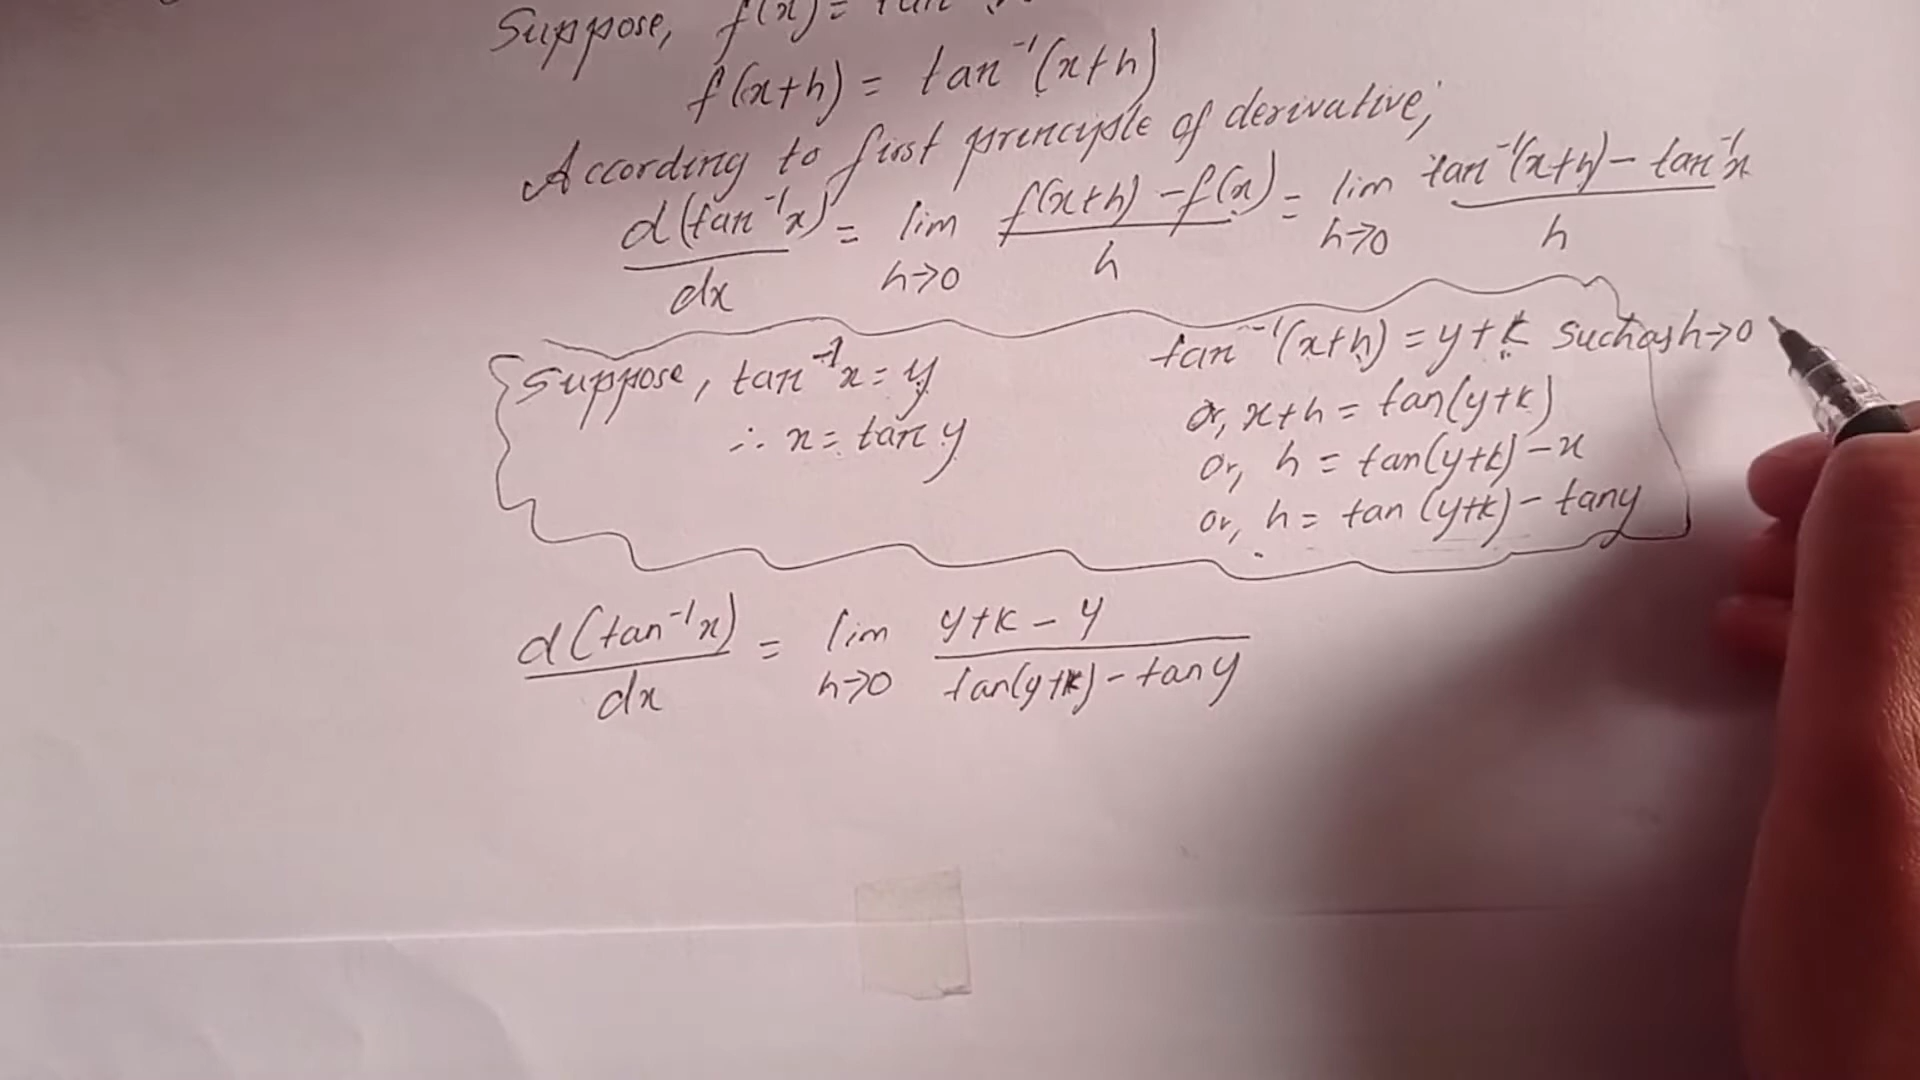 Suppose, f(x) = tan
f(x+h) = tan⁻¹(x+h)
According to first prenciple of derivative,
d(tan⁻¹x)/dx = lim h→0 f(x+h) - f(x)/h = lim h→0 tan⁻¹(x+h) - tan⁻¹x/h
Suppose, tan⁻¹x = y
∴ x = tan y
tan⁻¹(x+h) = y+k Such as h→0
or, x+h = tan(y+k)
or, h = tan(y+k) - x
or, h = tan (y+k) - tany
d(tan⁻¹x)/dx = lim h→0 y+k - y/tan(y+k) - tany